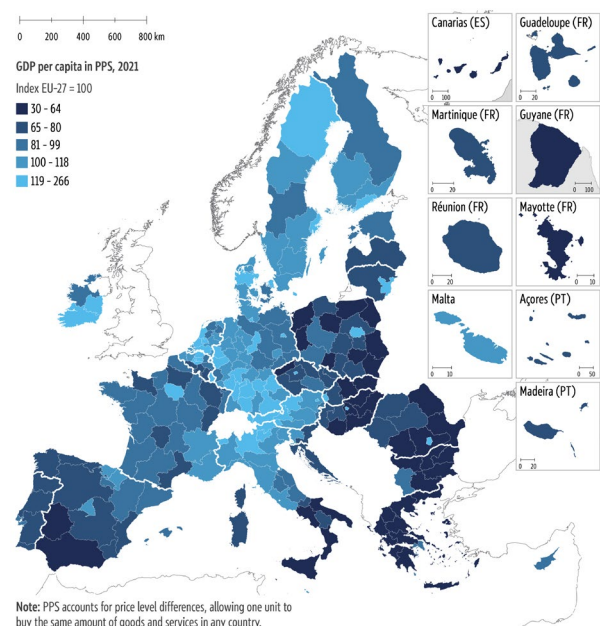 0 200 400 600 800 km
GDP per capita in PPS, 2021
Index EU-27 = 100
30 - 64
65 - 80
81 - 99
100 - 118
119 - 266
Canarias (ES)
0 100
Guadeloupe (FR)
0 20
Martinique (FR)
0 20
Guyane (FR)
0 100
Réunion (FR)
0 20
Mayotte (FR)
0 10
Malta
0 10
Açores (PT)
0 50
Madeira (PT)
0 20
Note: PPS accounts for price level differences, allowing one unit to
buy the same amount of goods and services in any country.